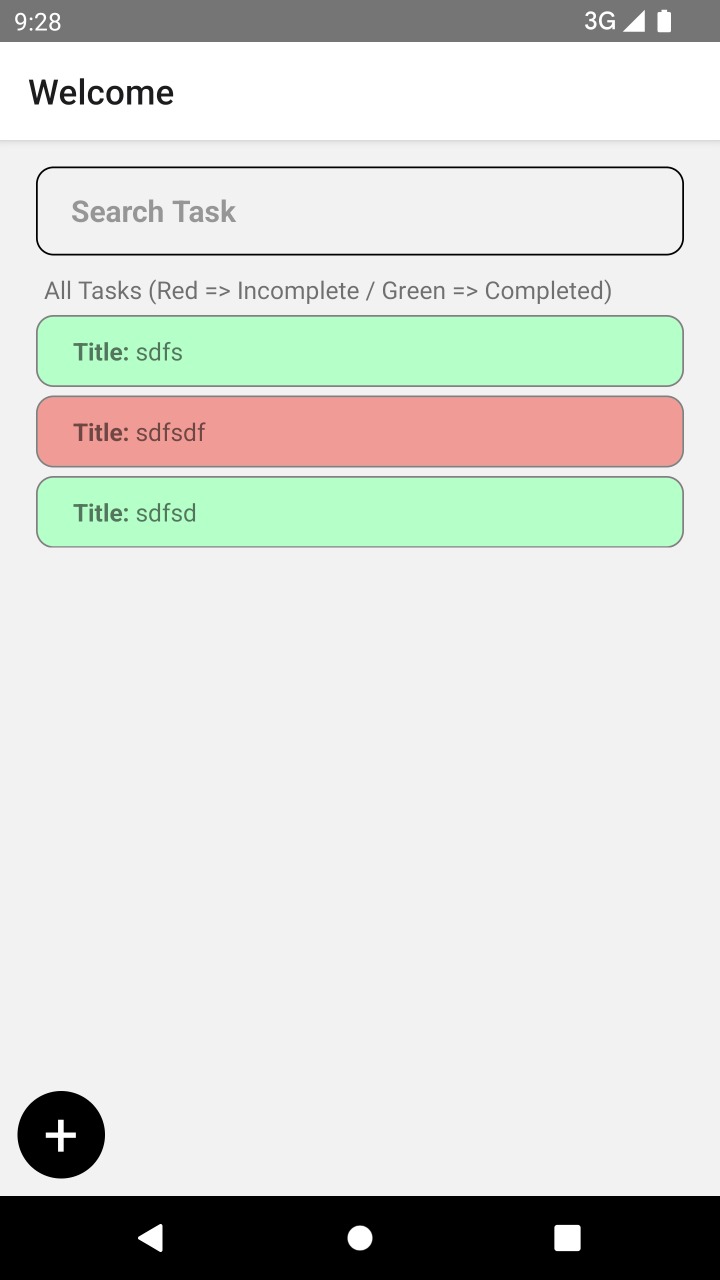 9:28
3G
Welcome
Search Task
All Tasks (Red => Incomplete / Green => Completed)
Title: sdfs
Title: sdfsdf
Title: sdfsd
+